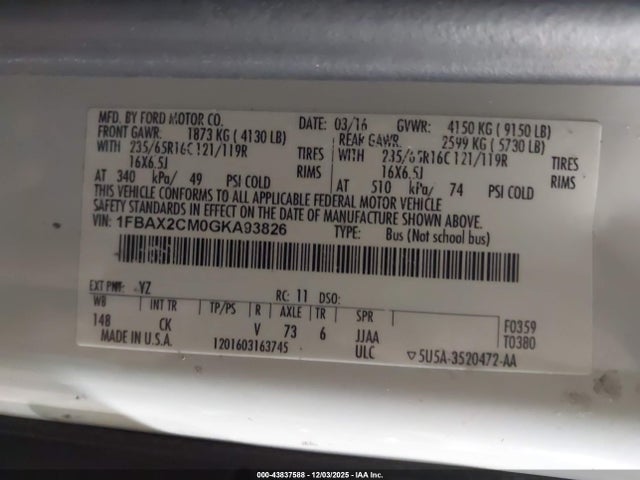 MFD. BY FORD MOTOR CO. DATE: 03/16 GVWR: 4150 KG ( 9150 LB)
FRONT GAWR: 1873 KG ( 4130 LB) REAR GAWR: 2599 KG ( 5730 LB)
WITH 235/65R16C 121/119R TIRES WITH 235/65R16C 121/119R TIRES
16X6.5J RIMS 16X6.5J RIMS
AT 340 kPa/ 49 PSI COLD AT 510 kPa/ 74 PSI COLD
THIS VEHICLE CONFORMS TO ALL APPLICABLE FEDERAL MOTOR VEHICLE
SAFETY STANDARDS IN EFFECT ON THE DATE OF MANUFACTURE SHOWN ABOVE.
VIN: 1FBAX2CM0GKA93826 TYPE: Bus (Not school bus)
EXT PNT: YZ RC: 11 DSO:
WB INT TR TP/PS R AXLE TR SPR F0359
148 CK V 73 6 JJAA T0380
MADE IN U.S.A. 1201603163745 ULC ▽5U5A-3520472-AA
000-43837588 - 12/03/2025 - IAA Inc.